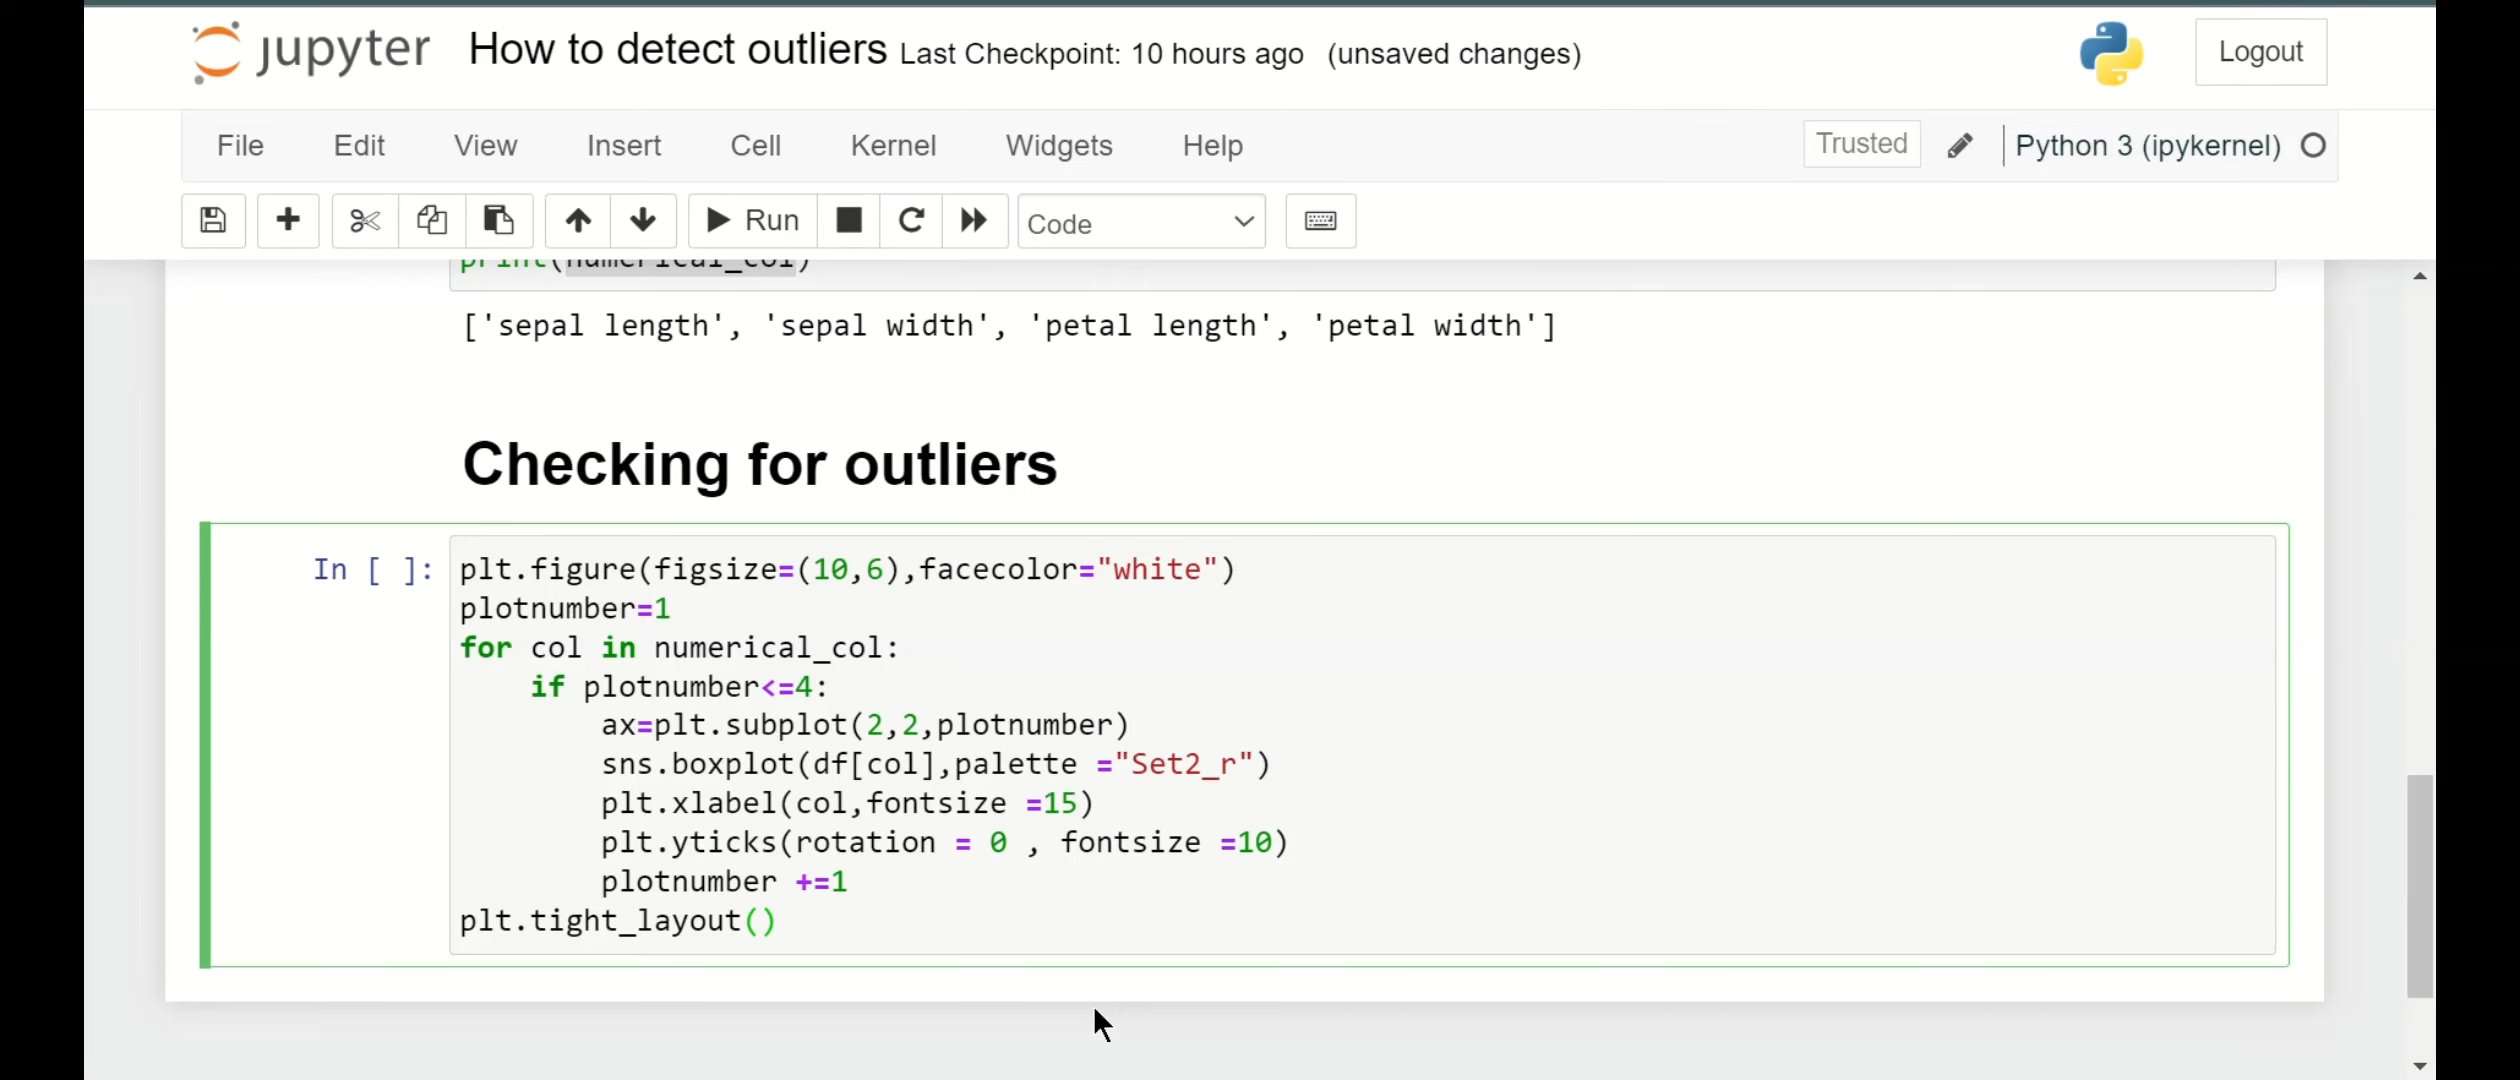 jupyter How to detect outliers Last Checkpoint: 10 hours ago (unsaved changes) Logout
File Edit View Insert Cell Kernel Widgets Help Trusted Python 3 (ipykernel)
Run Code
print(numerical_col)
['sepal length', 'sepal width', 'petal length', 'petal width']
Checking for outliers
In [ ]: plt.figure(figsize=(10,6),facecolor="white")
plotnumber=1
for col in numerical_col:
    if plotnumber<=4:
        ax=plt.subplot(2,2,plotnumber)
        sns.boxplot(df[col],palette ="Set2_r")
        plt.xlabel(col,fontsize =15)
        plt.yticks(rotation = 0 , fontsize =10)
        plotnumber +=1
plt.tight_layout()